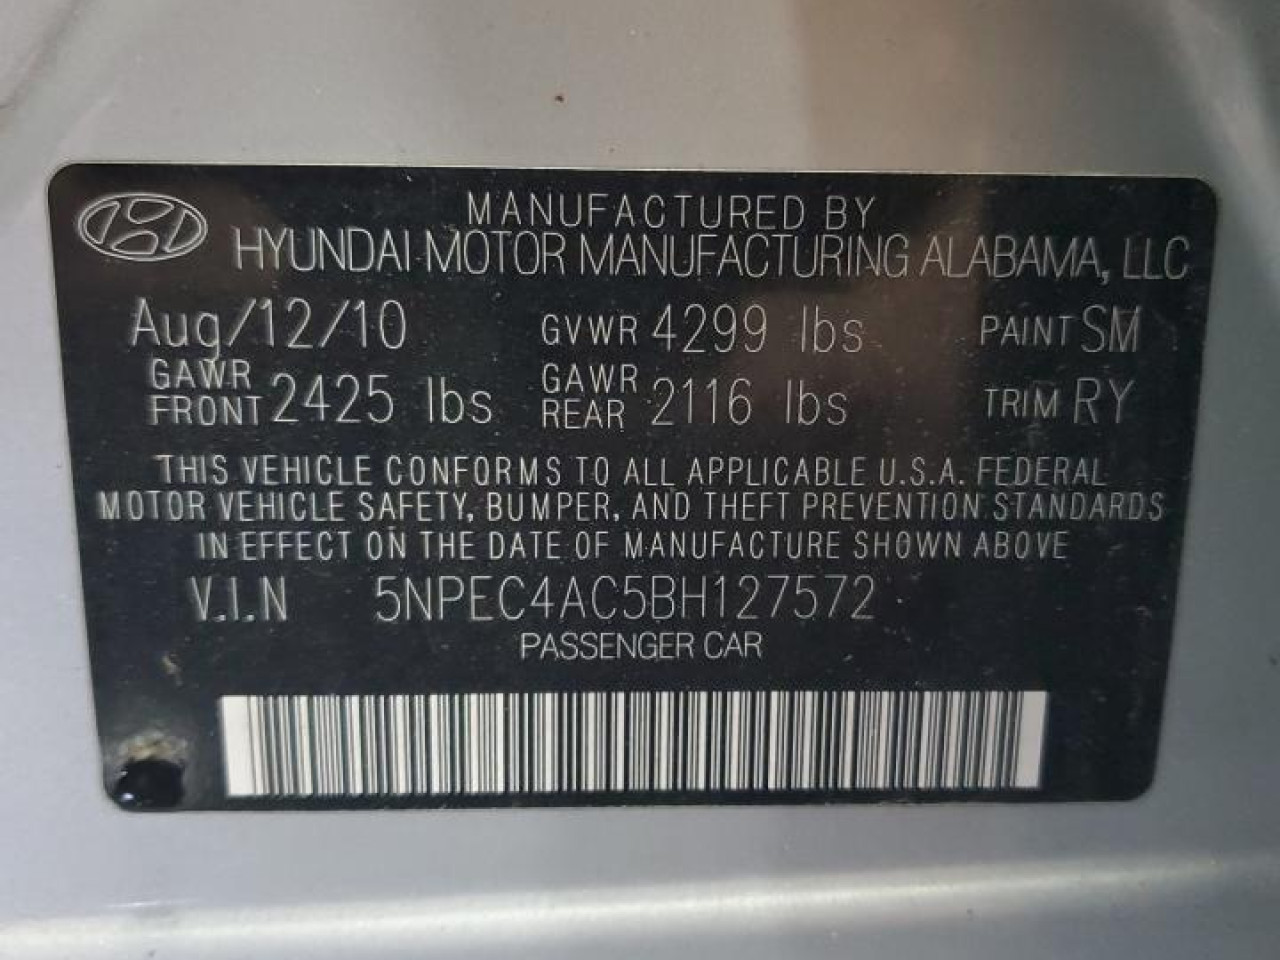 MANUFACTURED BY
HYUNDAI MOTOR MANUFACTURING ALABAMA, LLC
Aug/12/10 GVWR 4299 lbs PAINT SM
GAWR FRONT 2425 lbs GAWR REAR 2116 lbs TRIM RY
THIS VEHICLE CONFORMS TO ALL APPLICABLE U.S.A. FEDERAL
MOTOR VEHICLE SAFETY, BUMPER, AND THEFT PREVENTION STANDARDS
IN EFFECT ON THE DATE OF MANUFACTURE SHOWN ABOVE
V.I.N 5NPEC4AC5BH127572
PASSENGER CAR